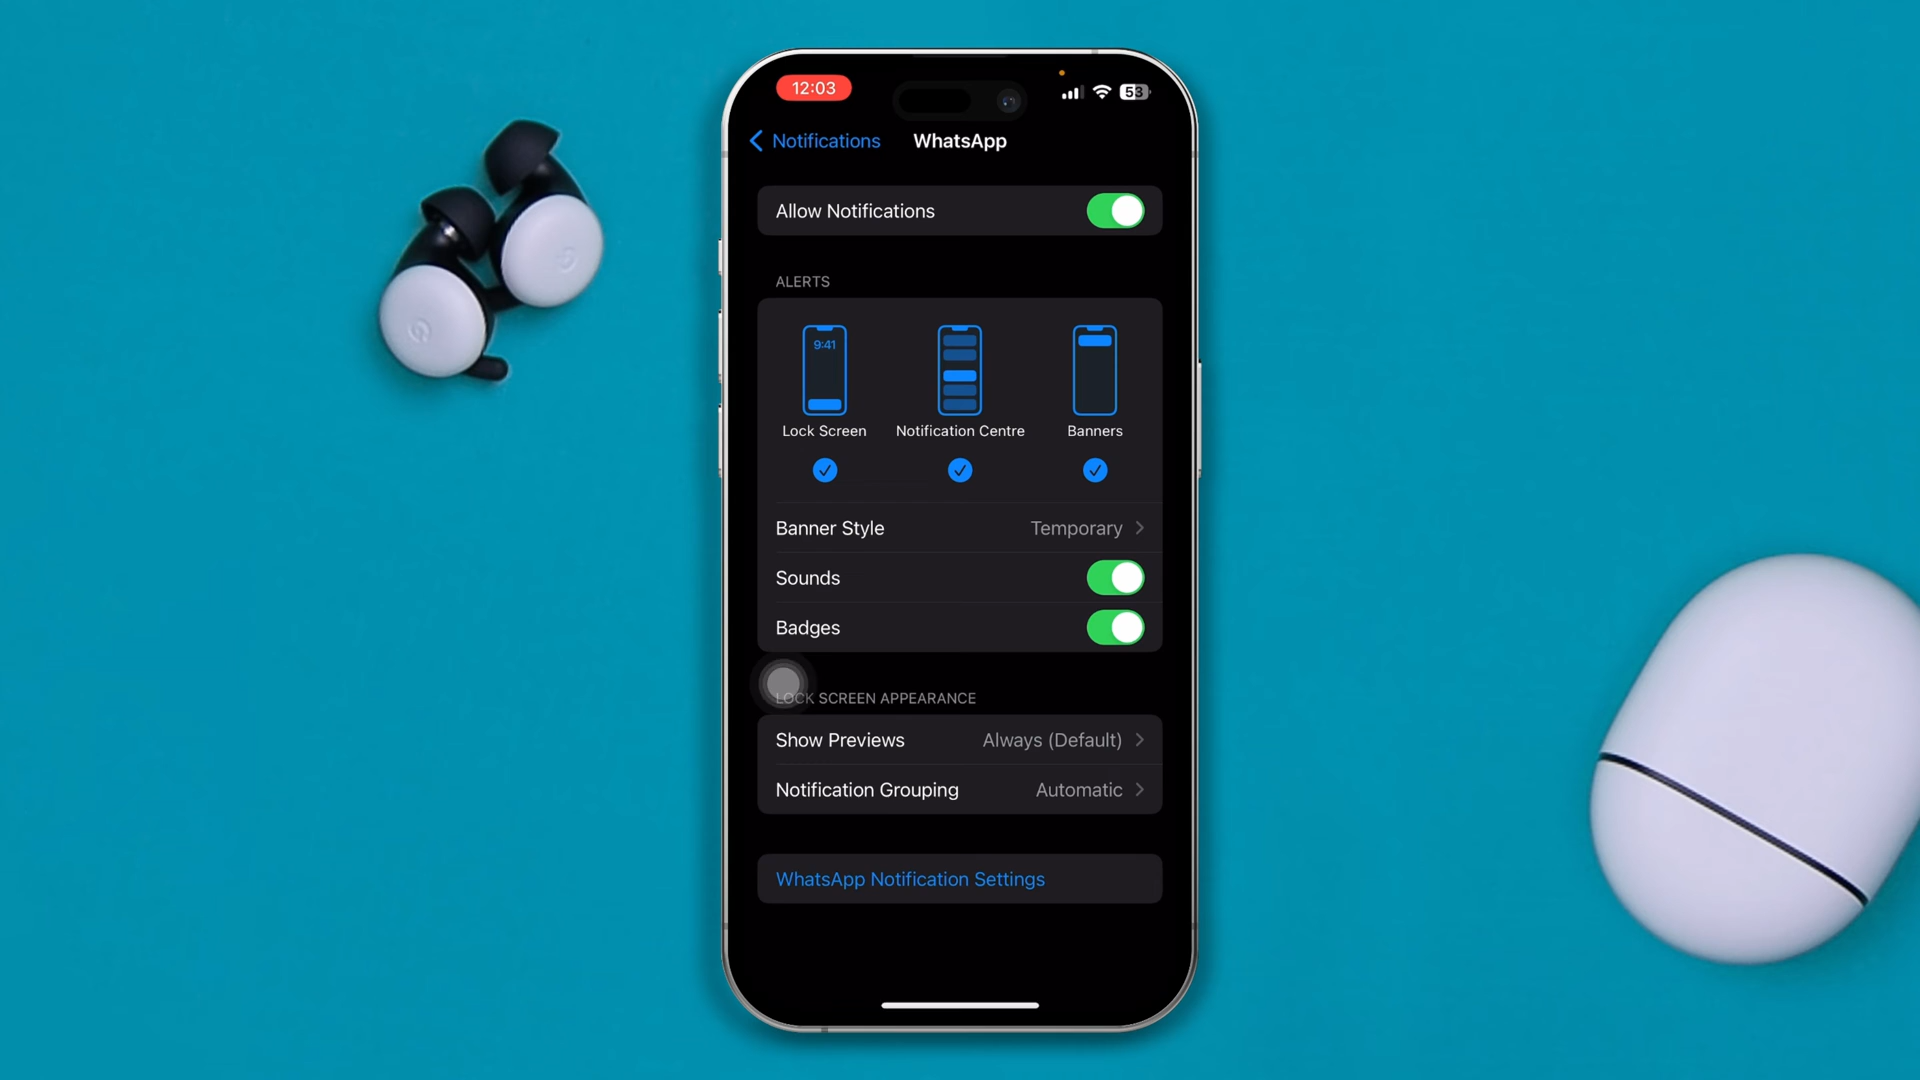 12:03
53
Notifications
WhatsApp
Allow Notifications
ALERTS
9:41
Lock Screen
Notification Centre
Banners
Banner Style
Temporary
Sounds
Badges
LOCK SCREEN APPEARANCE
Show Previews
Always (Default)
Notification Grouping
Automatic
WhatsApp Notification Settings